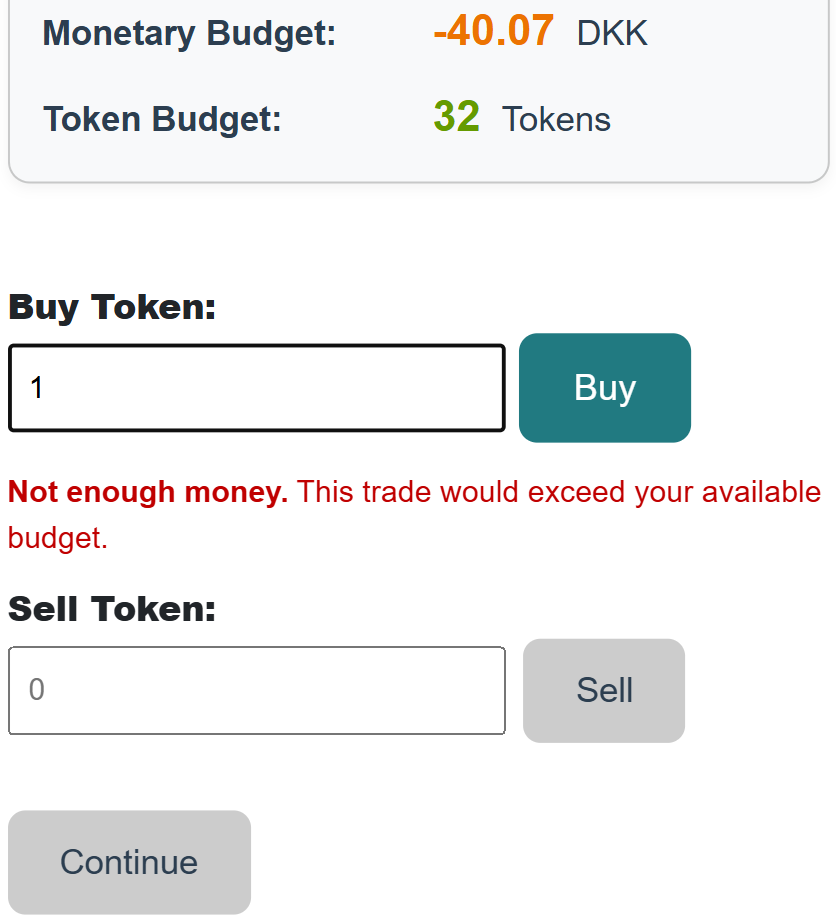 Monetary Budget: -40.07 DKK
Token Budget: 32 Tokens
Buy Token:
1 Buy
Not enough money. This trade would exceed your available
budget.
Sell Token:
0 Sell
Continue